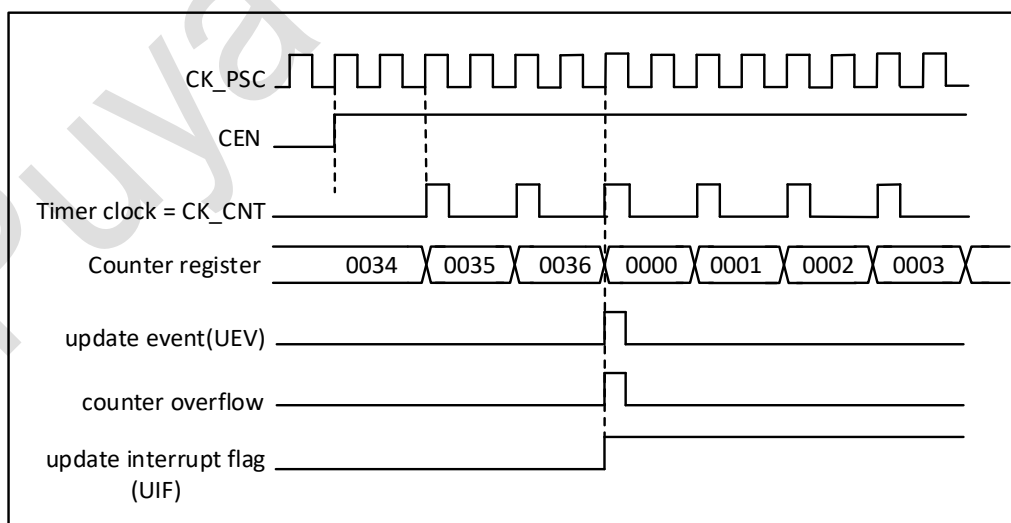 Puya
CK_PSC
CEN
Timer clock = CK_CNT
Counter register 0034 0035 0036 0000 0001 0002 0003
update event(UEV)
counter overflow
update interrupt flag
(UIF)